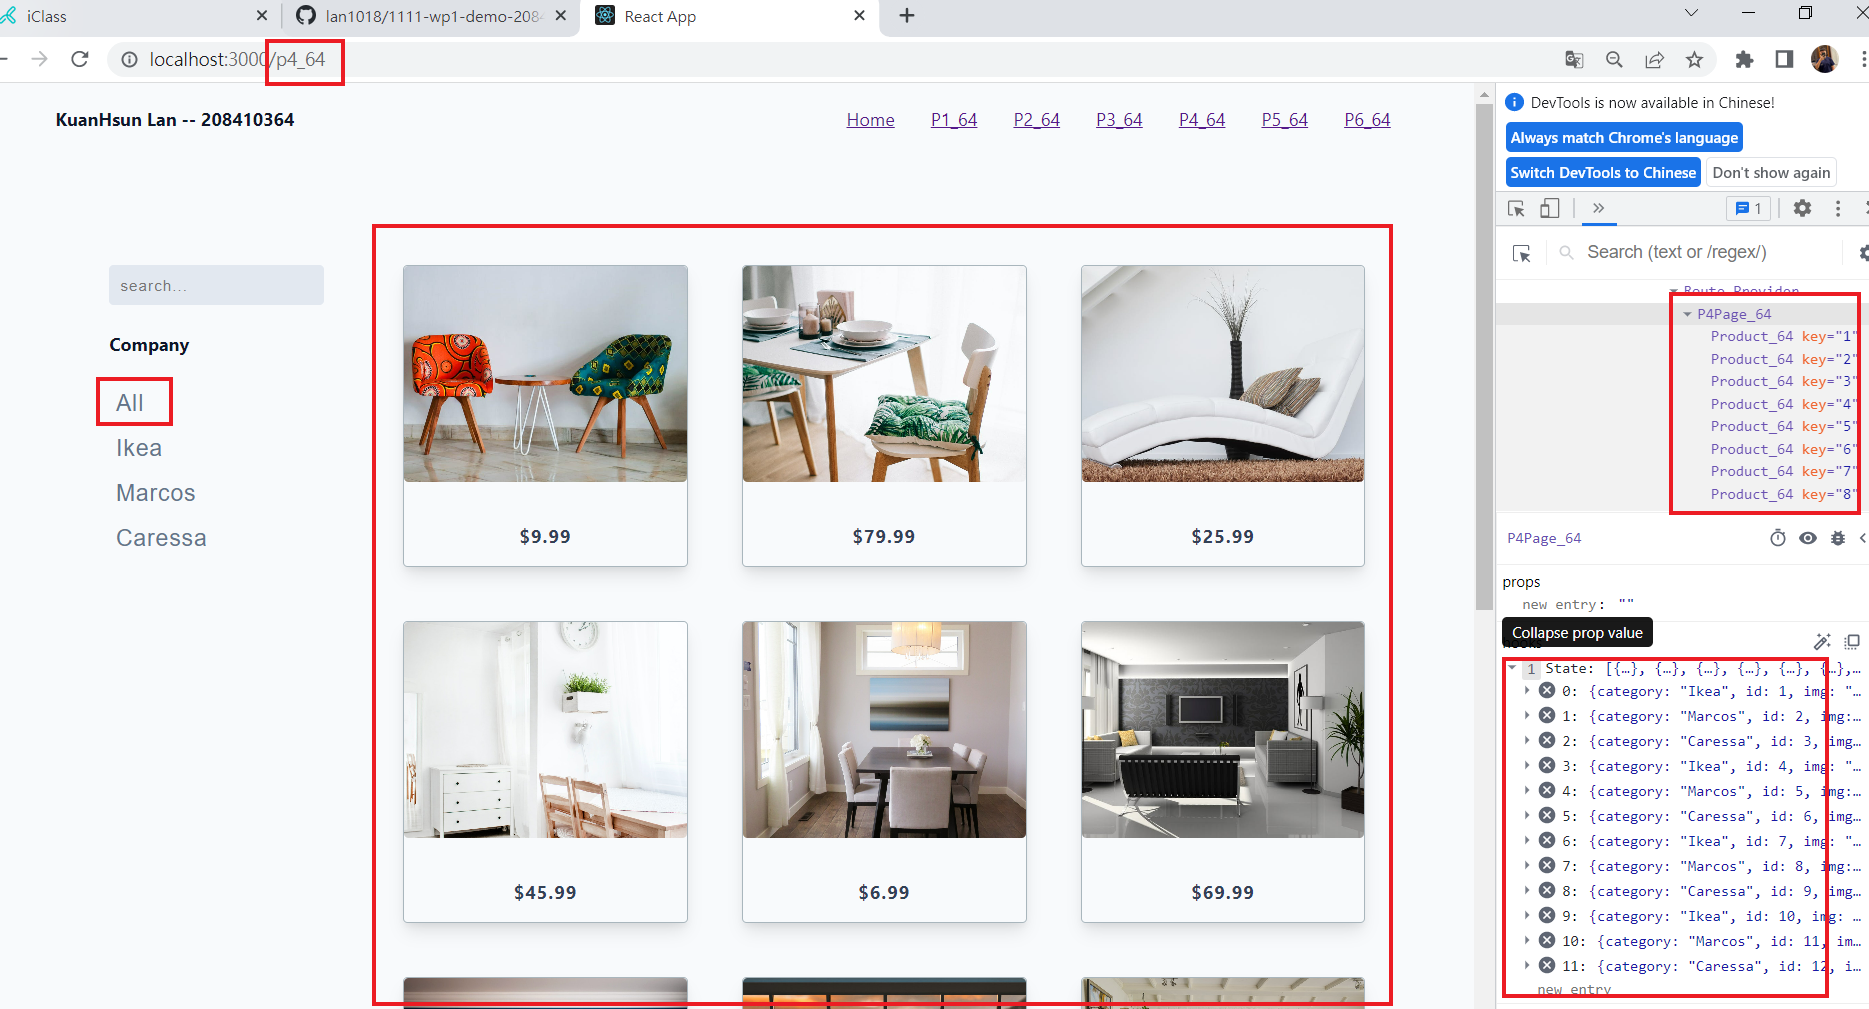 iClass
lan1018/1111-wp1-demo-208
React App
localhost:3000/p4_64
KuanHsun Lan -- 208410364
Home
P1_64
P2_64
P3_64
P4_64
P5_64
P6_64
search...
Company
All
Ikea
Marcos
Caressa
$9.99
$79.99
$25.99
$45.99
$6.99
$69.99
DevTools is now available in Chinese!
Always match Chrome's language
Switch DevTools to Chinese
Don't show again
1
Search (text or /regex/)
Route.Provider
P4Page_64
Product_64 key="1"
Product_64 key="2"
Product_64 key="3"
Product_64 key="4"
Product_64 key="5"
Product_64 key="6"
Product_64 key="7"
Product_64 key="8"
P4Page_64
props
new entry: ""
Collapse prop value
1 State: [{…}, {…}, {…}, {…}, {…}, {…},…
0: {category: "Ikea", id: 1, img: "…
1: {category: "Marcos", id: 2, img:…
2: {category: "Caressa", id: 3, img…
3: {category: "Ikea", id: 4, img: "…
4: {category: "Marcos", id: 5, img:…
5: {category: "Caressa", id: 6, img…
6: {category: "Ikea", id: 7, img: "…
7: {category: "Marcos", id: 8, img:…
8: {category: "Caressa", id: 9, img…
9: {category: "Ikea", id: 10, img: …
10: {category: "Marcos", id: 11, im…
11: {category: "Caressa", id: 12, i…
new entry